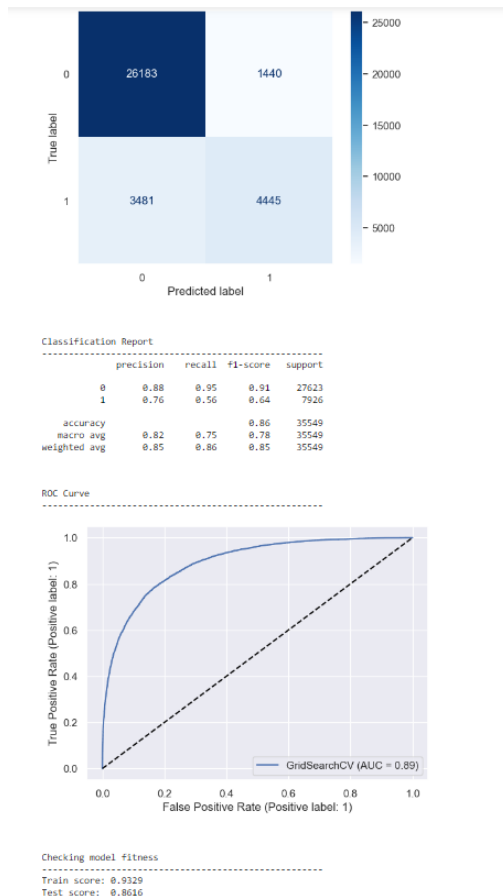 25000
0
26183
1440
20000
True label
15000
10000
1
3481
4445
5000
0
1
Predicted label
Classification Report
------------------------------------------------------
precision recall f1-score support
0 0.88 0.95 0.91 27623
1 0.76 0.56 0.64 7926
accuracy 0.86 35549
macro avg 0.82 0.75 0.78 35549
weighted avg 0.85 0.86 0.85 35549
ROC Curve
------------------------------------------------------
1.0
0.8
0.6
0.4
0.2
0.0
True Positive Rate (Positive label: 1)
GridSearchCV (AUC = 0.89)
0.0 0.2 0.4 0.6 0.8 1.0
False Positive Rate (Positive label: 1)
Checking model fitness
------------------------------------------------------
Train score: 0.9329
Test score: 0.8616